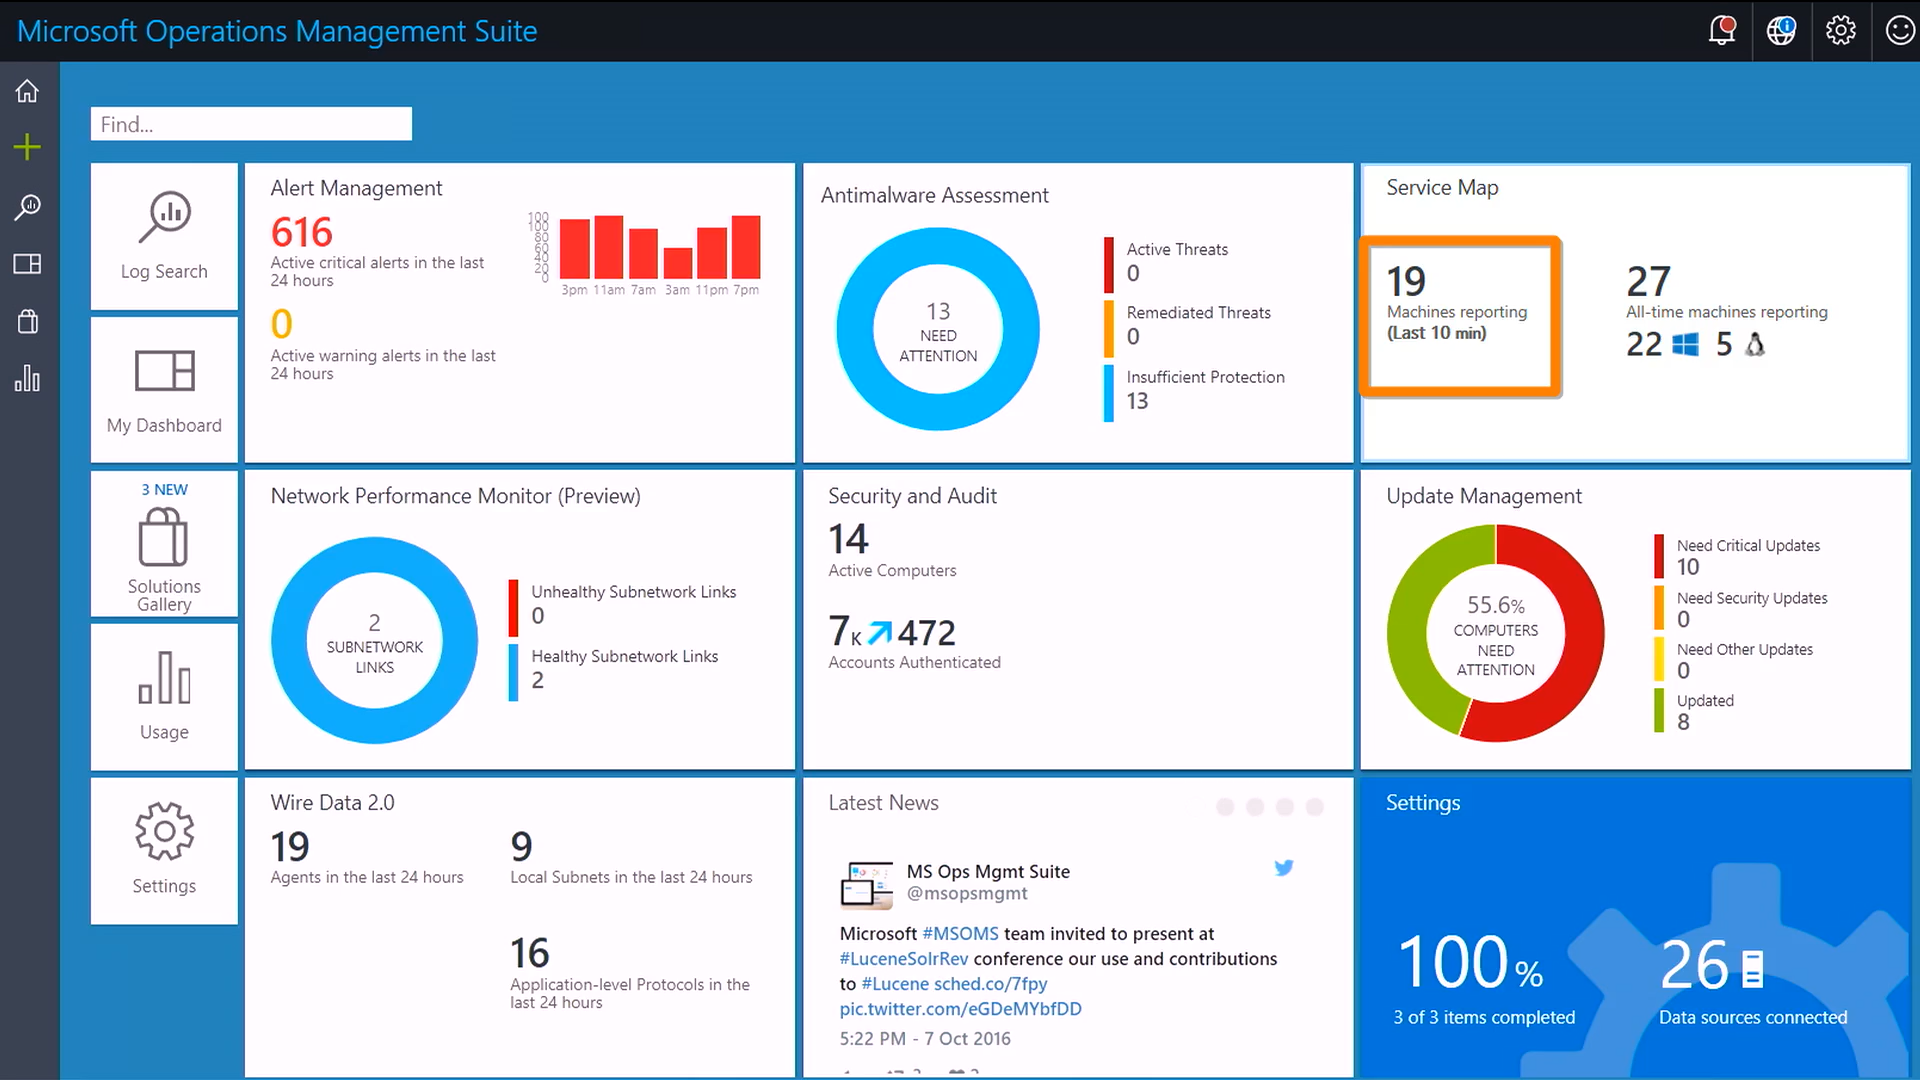 Microsoft Operations Management Suite
Find...
Log Search
My Dashboard
3 NEW
Solutions
Gallery
Usage
Settings
Alert Management
616
Active critical alerts in the last
24 hours
0
Active warning alerts in the last
24 hours
100
100
80
60
40
20
0
3pm 11am 7am 3am 11pm 7pm
Antimalware Assessment
13
NEED
ATTENTION
Active Threats
0
Remediated Threats
0
Insufficient Protection
13
Service Map
19
Machines reporting
(Last 10 min)
27
All-time machines reporting
22 5
Network Performance Monitor (Preview)
2
SUBNETWORK
LINKS
Unhealthy Subnetwork Links
0
Healthy Subnetwork Links
2
Security and Audit
14
Active Computers
7K 472
Accounts Authenticated
Update Management
55.6%
COMPUTERS
NEED
ATTENTION
Need Critical Updates
10
Need Security Updates
0
Need Other Updates
0
Updated
8
Wire Data 2.0
19
Agents in the last 24 hours
9
Local Subnets in the last 24 hours
16
Application-level Protocols in the
last 24 hours
Latest News
MS Ops Mgmt Suite
@msopsmgmt
Microsoft #MSOMS team invited to present at
#LuceneSolrRev conference our use and contributions
to #Lucene sched.co/7fpy
pic.twitter.com/eGDeMYbfDD
5:22 PM - 7 Oct 2016
Settings
100%
3 of 3 items completed
26
Data sources connected